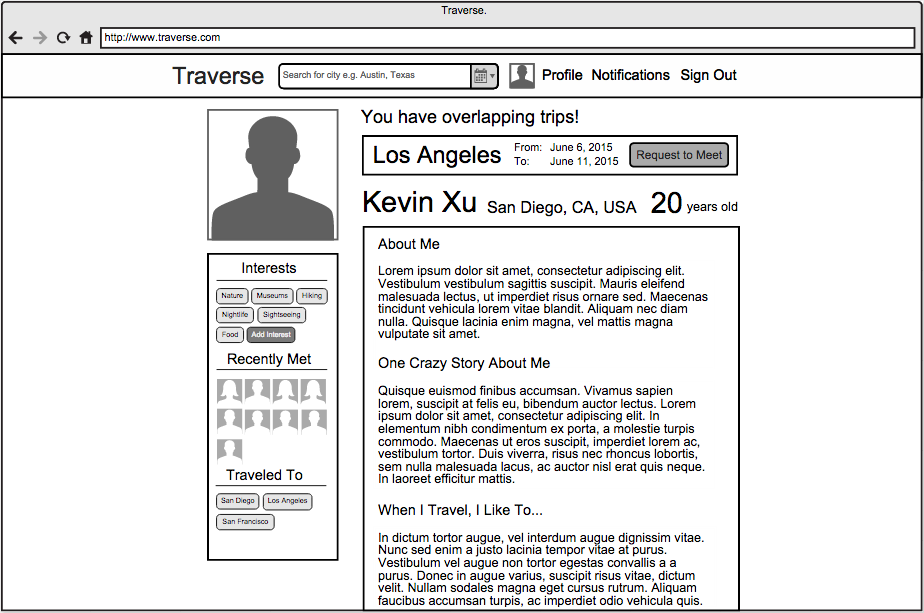 Traverse.
http://www.traverse.com
Traverse
Search for city e.g. Austin, Texas
Profile Notifications Sign Out
You have overlapping trips!
Los Angeles
From: June 6, 2015
To: June 11, 2015
Request to Meet
Kevin Xu San Diego, CA, USA 20 years old
Interests
Nature Museums Hiking
Nightlife Sightseeing
Food Add Interest
Recently Met
Traveled To
San Diego Los Angeles
San Francisco
About Me
Lorem ipsum dolor sit amet, consectetur adipiscing elit.
Vestibulum vestibulum sagittis suscipit. Mauris eleifend
malesuada lectus, ut imperdiet risus ornare sed. Maecenas
tincidunt vehicula lorem vitae blandit. Aliquam nec diam
nulla. Quisque lacinia enim magna, vel mattis magna
vulputate sit amet.
One Crazy Story About Me
Quisque euismod finibus accumsan. Vivamus sapien
lorem, suscipit at felis eu, bibendum auctor lectus. Lorem
ipsum dolor sit amet, consectetur adipiscing elit. In
elementum nibh condimentum ex porta, a molestie turpis
commodo. Maecenas ut eros suscipit, imperdiet lorem ac,
vestibulum tortor. Duis viverra, risus nec rhoncus lobortis,
sem nulla malesuada lacus, ac auctor nisl erat quis neque.
In laoreet efficitur mattis.
When I Travel, I Like To...
In dictum tortor augue, vel interdum augue dignissim vitae.
Nunc sed enim a justo lacinia tempor vitae at purus.
Vestibulum vel augue non tortor egestas convallis a a
purus. Donec in augue varius, suscipit risus vitae, dictum
velit. Nullam sodales magna eget cursus rutrum. Aliquam
faucibus accumsan turpis, ac imperdiet odio vehicula quis.